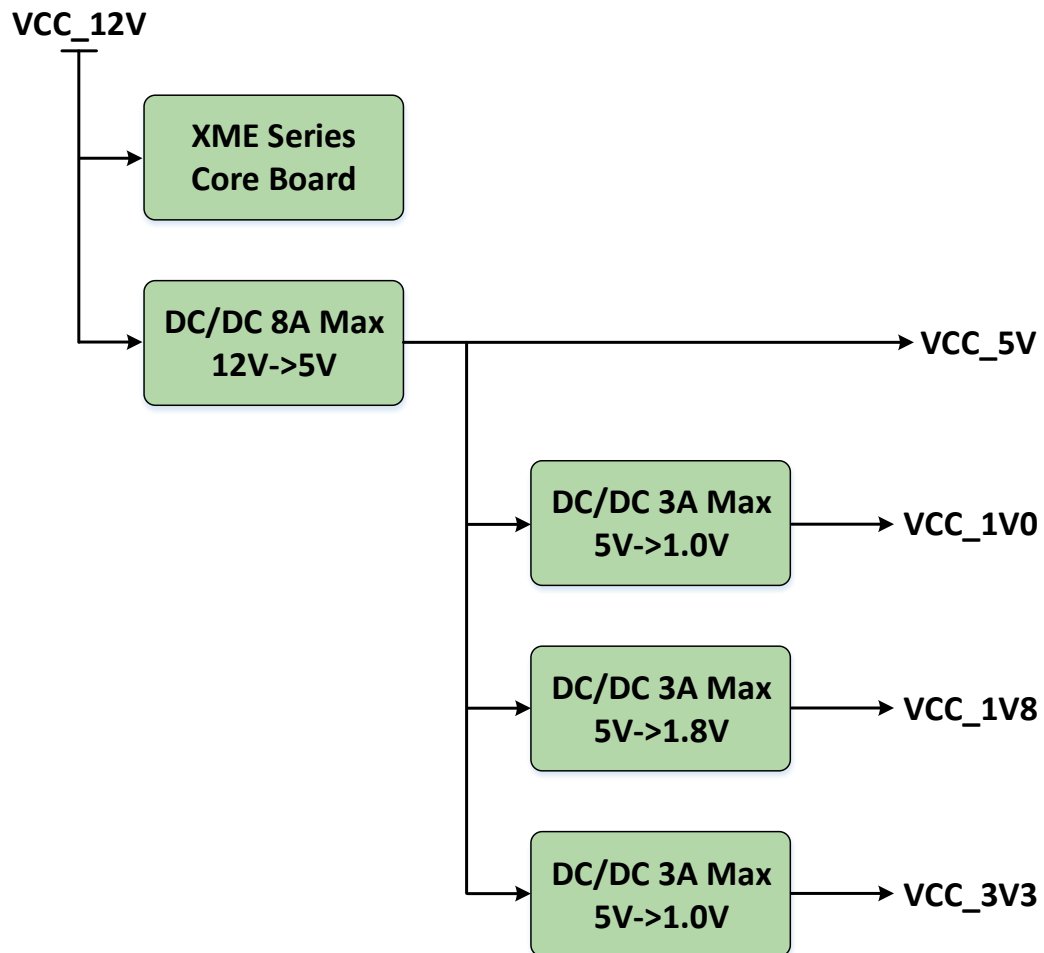 VCC_12V
XME Series
Core Board
DC/DC 8A Max
12V->5V
VCC_5V
DC/DC 3A Max
5V->1.0V
VCC_1V0
DC/DC 3A Max
5V->1.8V
VCC_1V8
DC/DC 3A Max
5V->1.0V
VCC_3V3